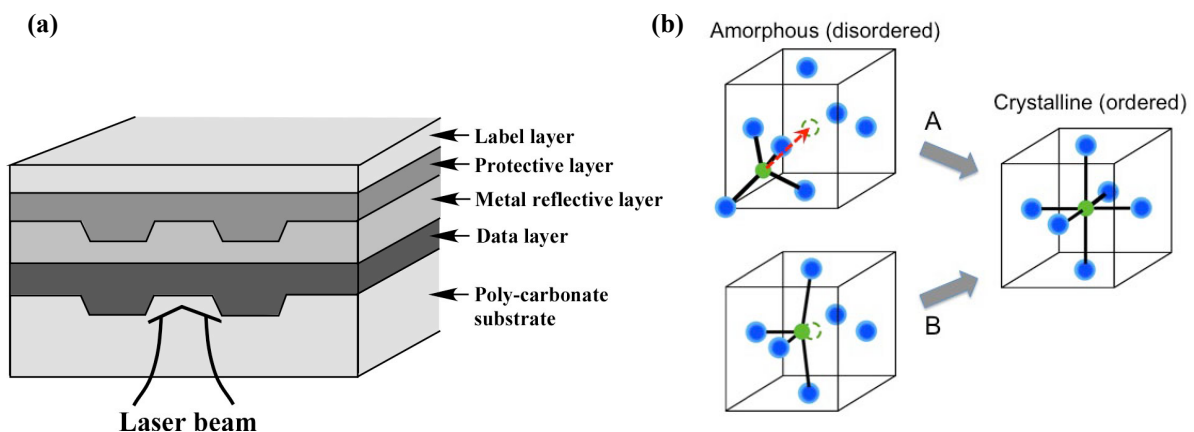 (a)
Label layer
Protective layer
Metal reflective layer
Data layer
Poly-carbonate
substrate
Laser beam
(b)
Amorphous (disordered)
A
Crystalline (ordered)
B